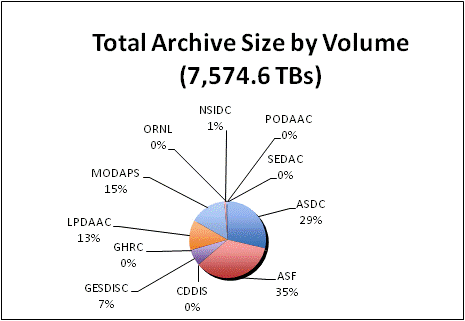 Total Archive Size by Volume
(7,574.6 TBs)
NSIDC
1%
PODAAC
0%
ORNL
0%
SEDAC
0%
MODAPS
15%
ASDC
29%
LPDAAC
13%
GHRC
0%
GESDISC
7%
CDDIS
0%
ASF
35%